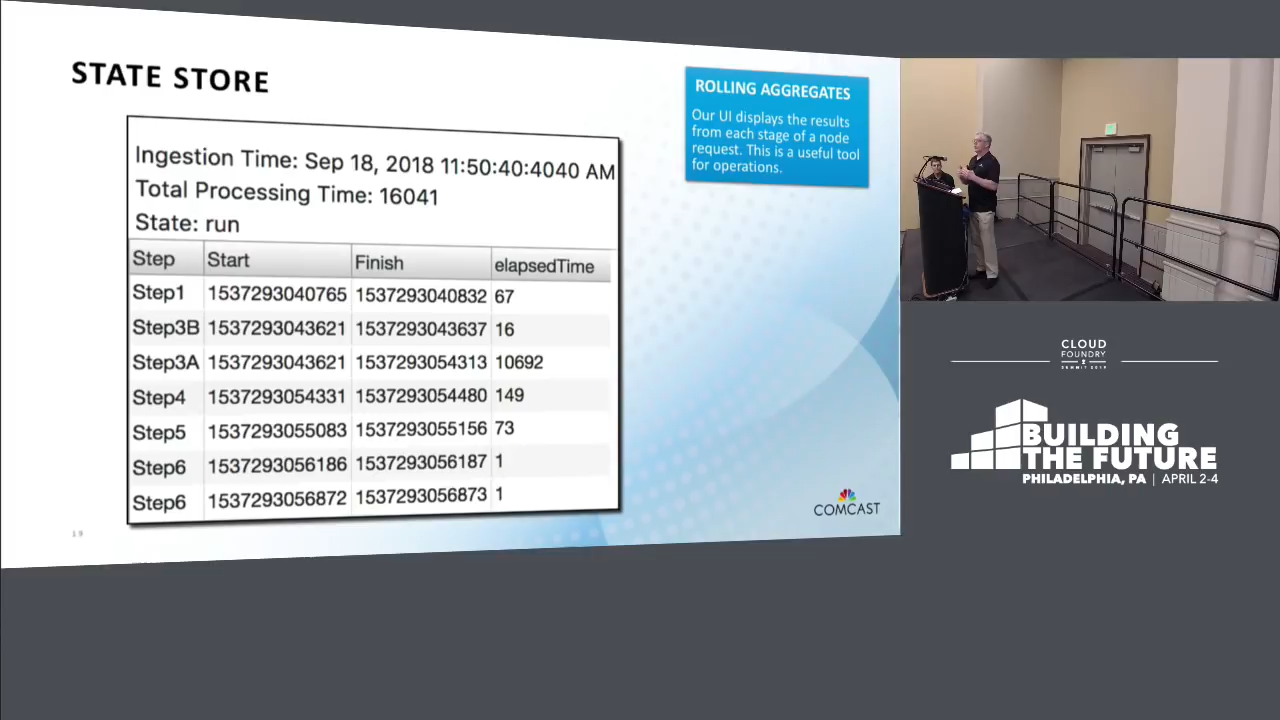 STATE STORE
ROLLING AGGREGATES
Our UI displays the results
from each stage of a node
request. This is a useful tool
for operations.
Ingestion Time: Sep 18, 2018 11:50:40:4040 AM
Total Processing Time: 16041
State: run
Step Start Finish elapsedTime
Step1 1537293040765 1537293040832 67
Step3B 1537293043621 1537293043637 16
Step3A 1537293043621 1537293054313 10692
Step4 1537293054331 1537293054480 149
Step5 1537293055083 1537293055156 73
Step6 1537293056186 1537293056187 1
Step6 1537293056872 1537293056873 1
COMCAST
19
CLOUD
FOUNDRY
SUMMIT 2019
BUILDING
THE FUTURE
PHILADELPHIA, PA | APRIL 2-4